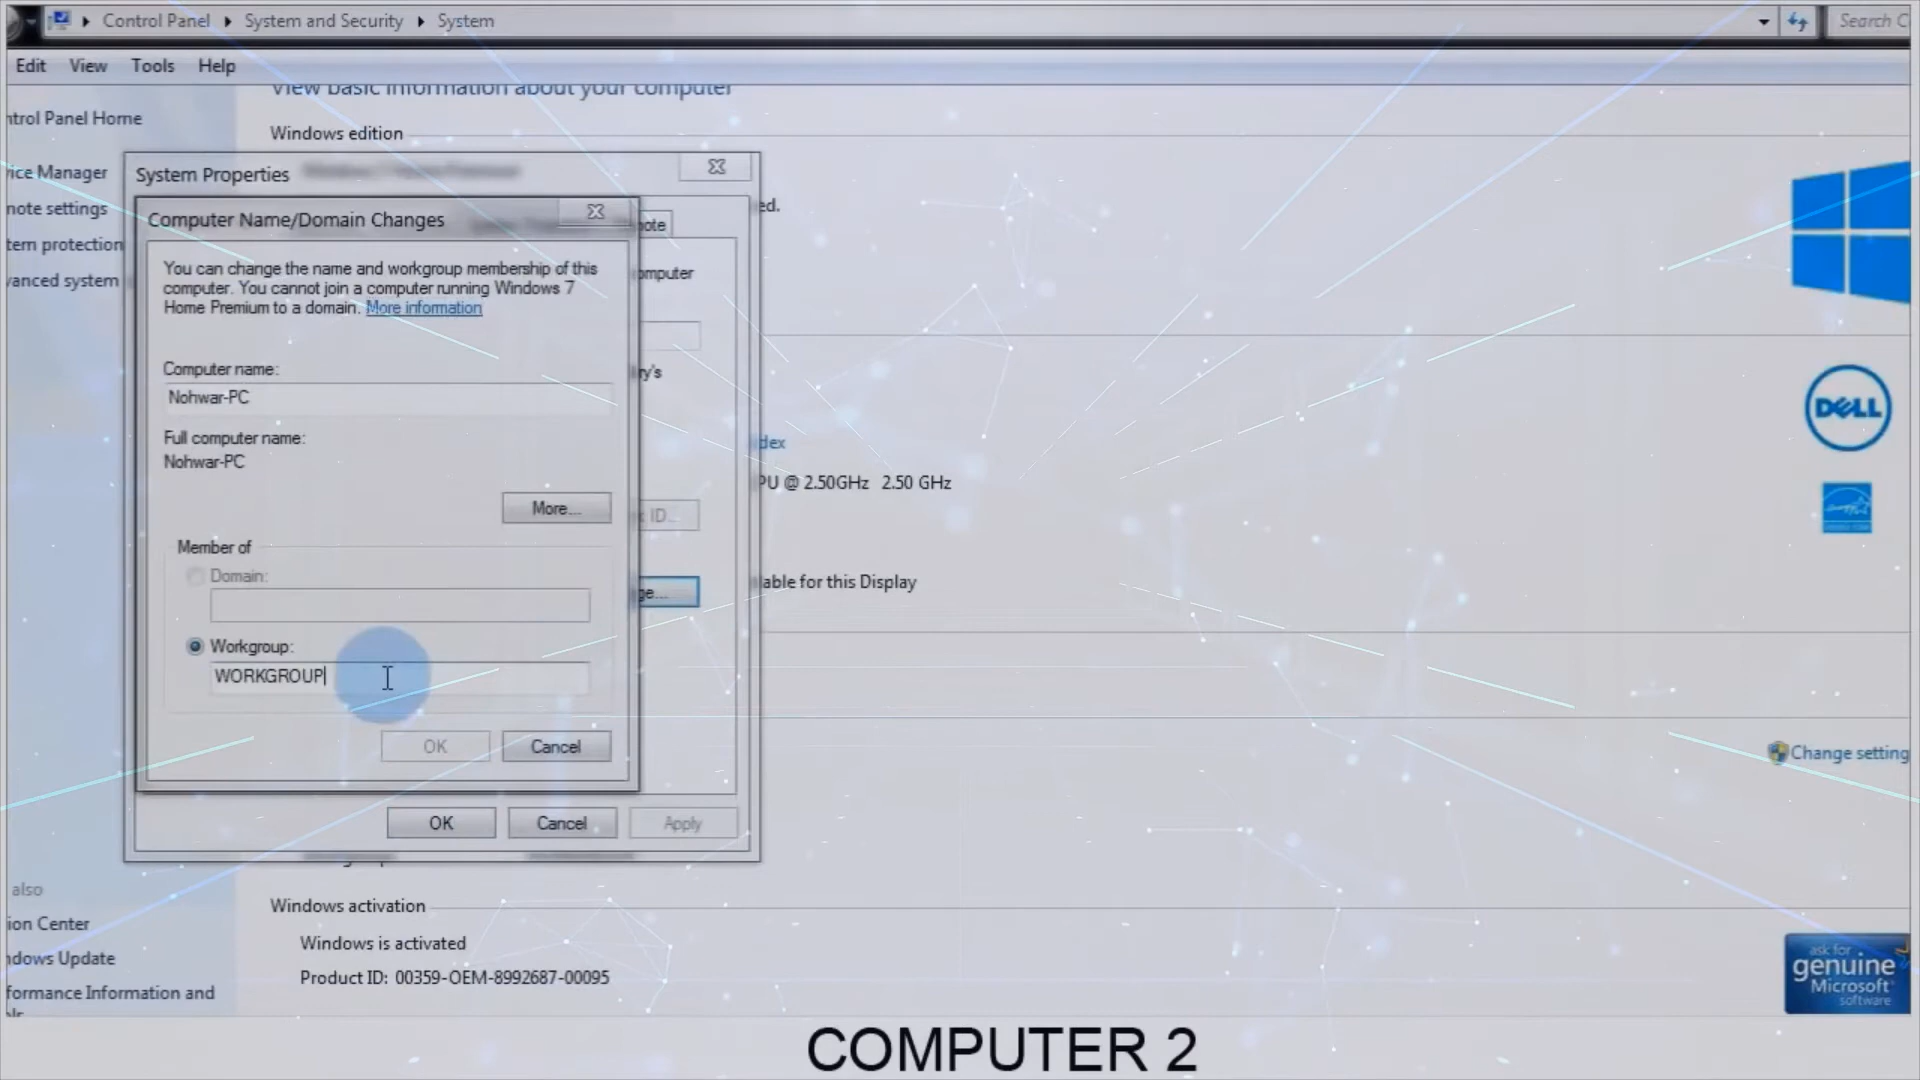 Control Panel System and Security System
Search C
Edit View Tools Help
View basic information about your computer
ntrol Panel Home
Windows edition
ice Manager
System Properties
note settings
ed.
Computer Name/Domain Changes
ote
tem protection
You can change the name and workgroup membership of this
omputer
vanced system
computer. You cannot join a computer running Windows 7
Home Premium to a domain. More information
Computer name:
ry's
Nohwar-PC
DELL
Full computer name:
dex
Nohwar-PC
PU @ 2.50GHz 2.50 GHz
More...
ID...
Member of
Domain:
able for this Display
ge...
Workgroup:
WORKGROUP
OK Cancel
Change setting
OK Cancel Apply
also
Windows activation
ion Center
Windows is activated
ndows Update
Product ID: 00359-OEM-8992687-00095
formance Information and
ask for
genuine
Microsoft
software
COMPUTER 2